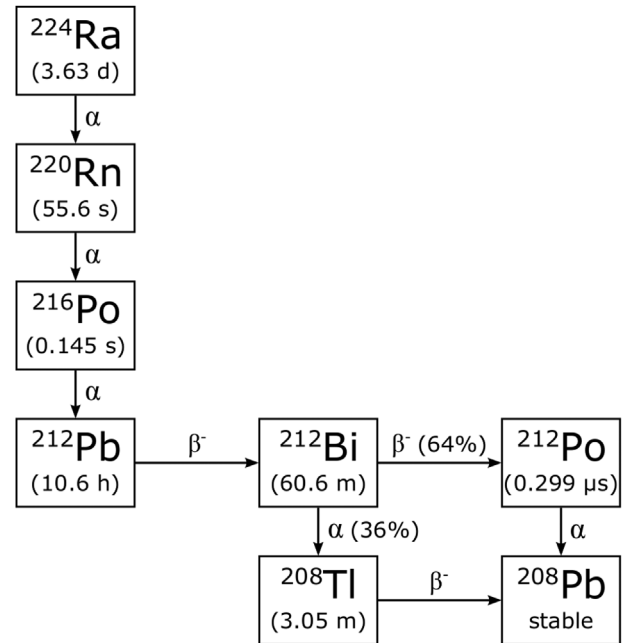 ²²⁴Ra
(3.63 d)
α
²²⁰Rn
(55.6 s)
α
²¹⁶Po
(0.145 s)
α
²¹²Pb
(10.6 h)
β⁻
²¹²Bi
(60.6 m)
β⁻ (64%)
²¹²Po
(0.299 µs)
α (36%)
α
²⁰⁸Tl
(3.05 m)
β⁻
²⁰⁸Pb
stable